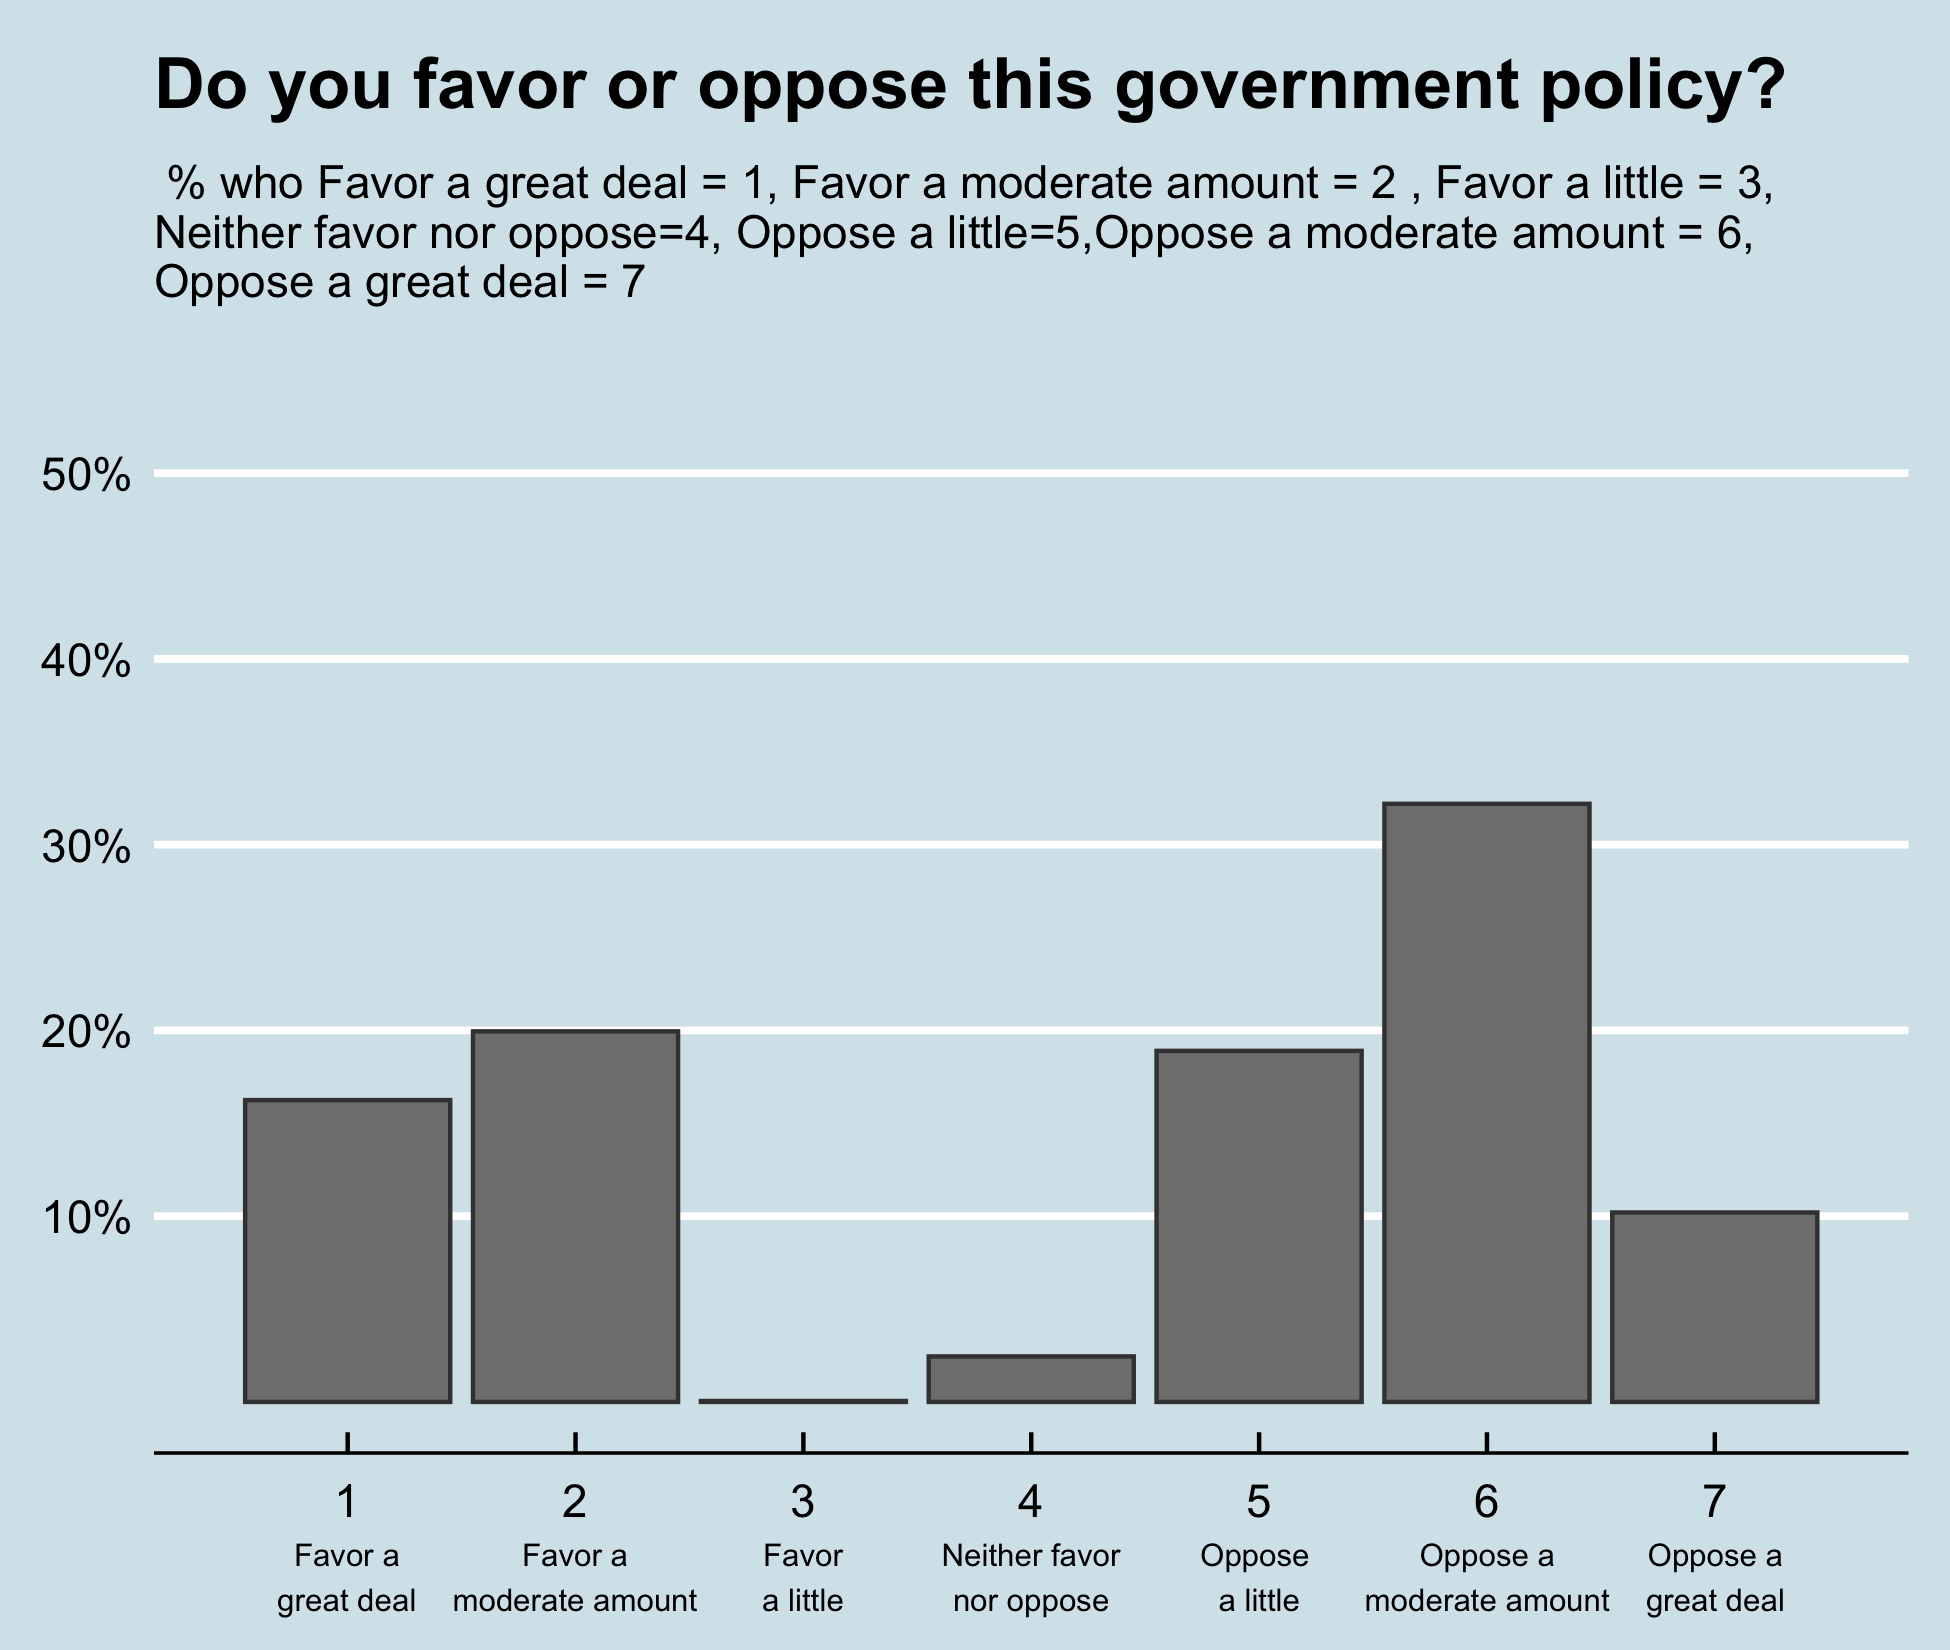 Do you favor or oppose this government policy?
% who Favor a great deal = 1, Favor a moderate amount = 2 , Favor a little = 3,
Neither favor nor oppose=4, Oppose a little=5,Oppose a moderate amount = 6,
Oppose a great deal = 7
50%
40%
30%
20%
10%
1 2 3 4 5 6 7
Favor a Favor a Favor Neither favor Oppose Oppose a Oppose a
great deal moderate amount a little nor oppose a little moderate amount great deal